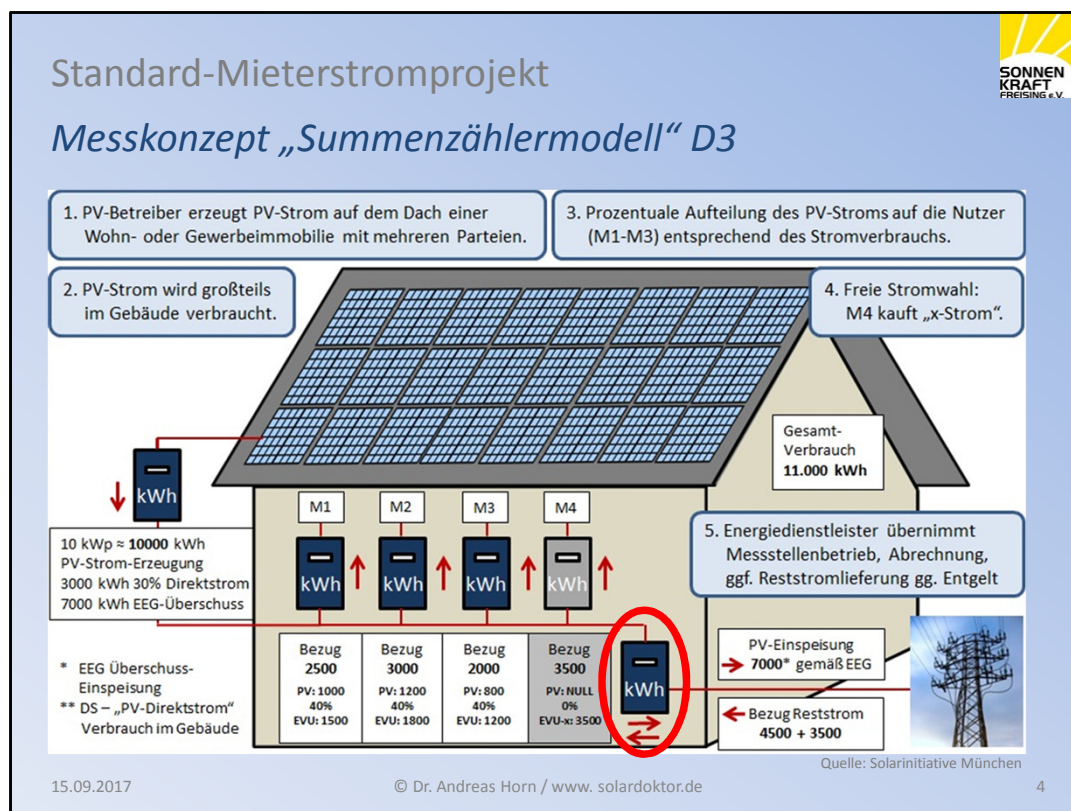 Standard-Mieterstromprojekt
SONNEN
KRAFT
FREISING e.V.
Messkonzept „Summenzählermodell“ D3
1. PV-Betreiber erzeugt PV-Strom auf dem Dach einer
Wohn- oder Gewerbeimmobilie mit mehreren Parteien.
3. Prozentuale Aufteilung des PV-Stroms auf die Nutzer
(M1-M3) entsprechend des Stromverbrauchs.
2. PV-Strom wird großteils
im Gebäude verbraucht.
4. Freie Stromwahl:
M4 kauft „x-Strom“.
Gesamt-
Verbrauch
11.000 kWh
kWh
M1
M2
M3
M4
kWh
kWh
kWh
kWh
10 kWp ≈ 10000 kWh
PV-Strom-Erzeugung
3000 kWh 30% Direktstrom
7000 kWh EEG-Überschuss
5. Energiedienstleister übernimmt
Messstellenbetrieb, Abrechnung,
ggf. Reststromlieferung gg. Entgelt
* EEG Überschuss-
Einspeisung
** DS – „PV-Direktstrom“
Verbrauch im Gebäude
Bezug
2500
PV: 1000
40%
EVU: 1500
Bezug
3000
PV: 1200
40%
EVU: 1800
Bezug
2000
PV: 800
40%
EVU: 1200
Bezug
3500
PV: NULL
0%
EVU-x: 3500
kWh
PV-Einspeisung
7000* gemäß EEG
Bezug Reststrom
4500 + 3500
Quelle: Solarinitiative München
15.09.2017
© Dr. Andreas Horn / www. solardoktor.de
4